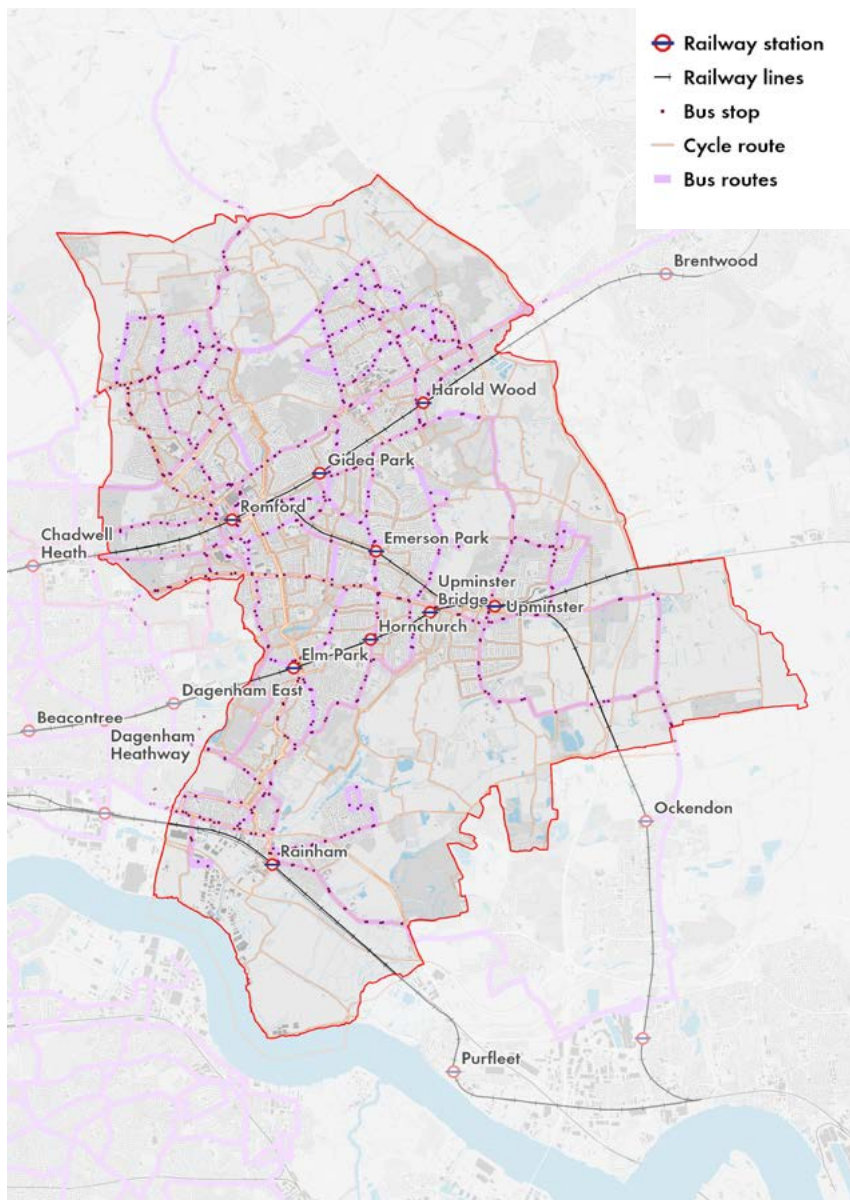 Railway station
Railway lines
Bus stop
Cycle route
Bus routes
Brentwood
Harold Wood
Gidea Park
Romford
Chadwell
Heath
Emerson Park
Upminster
Bridge
Upminster
Hornchurch
Elm Park
Dagenham East
Beacontree
Dagenham
Heathway
Ockendon
Rainham
Purfleet